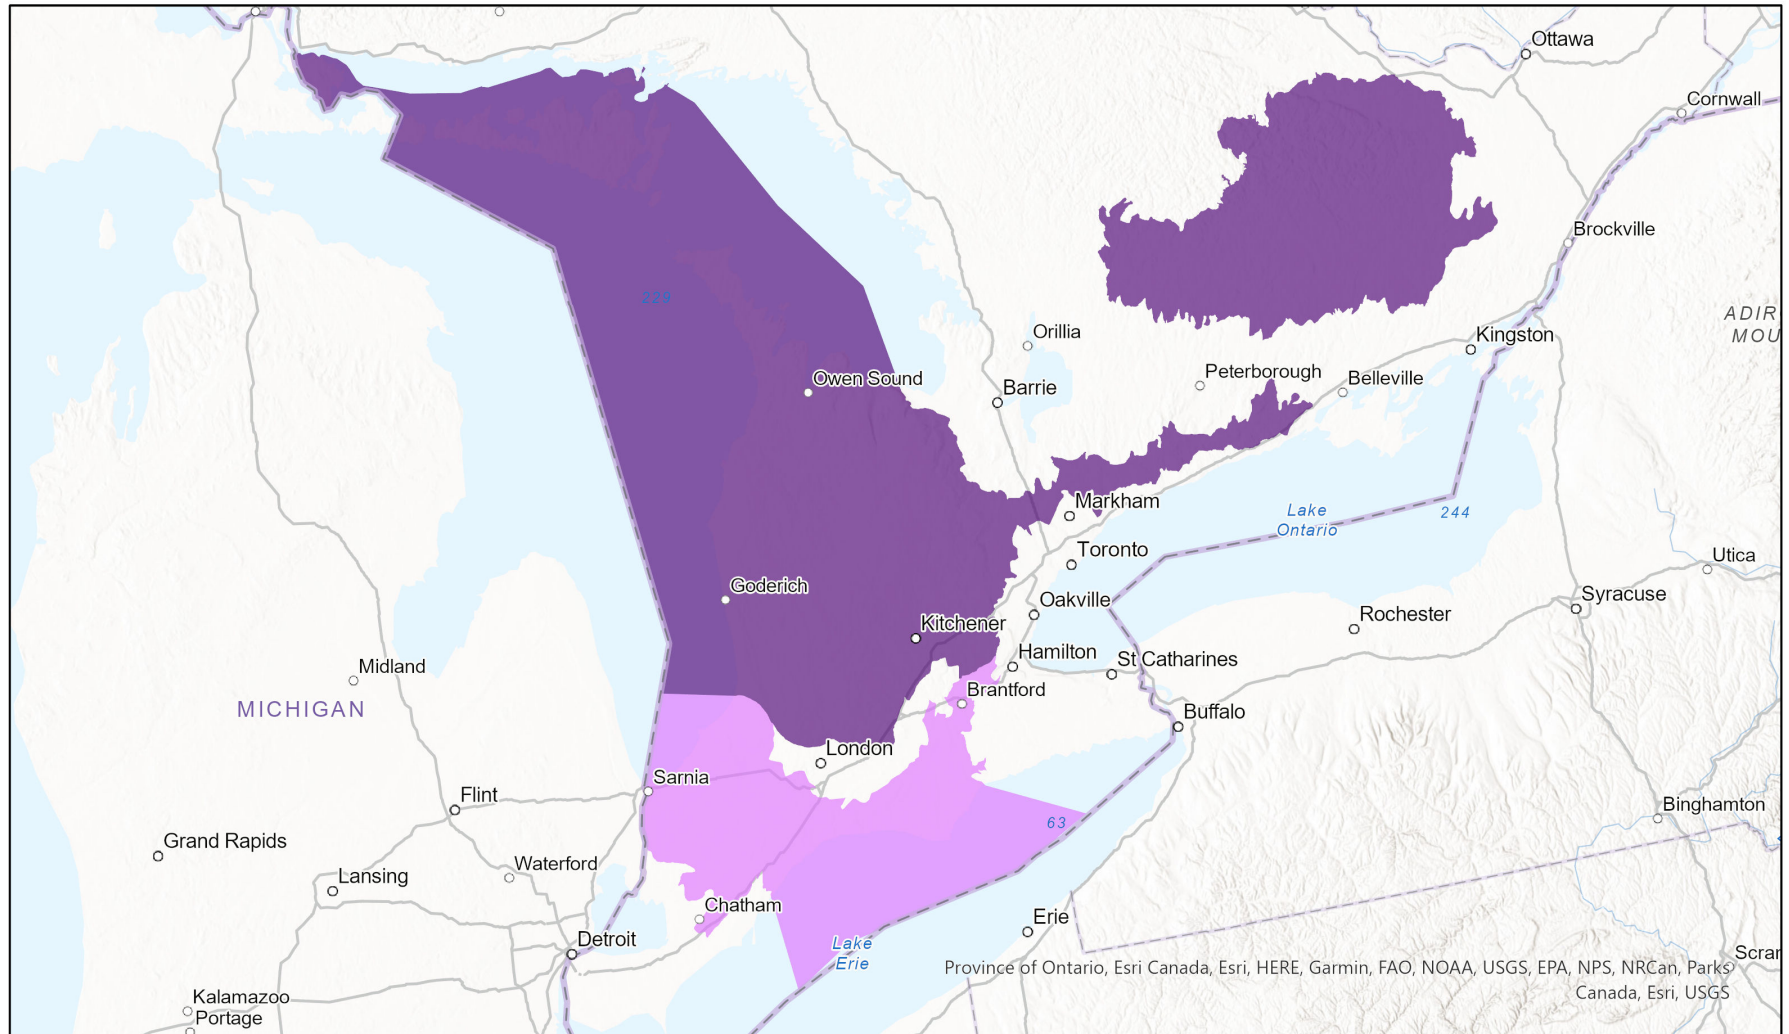 Ottawa
Cornwall
Brockville
229
ADIR
MOU
Orillia
Kingston
Owen Sound
Barrie
Peterborough
Belleville
Markham
Lake
Ontario
244
Toronto
Utica
Goderich
Oakville
Syracuse
Rochester
Kitchener
Hamilton
St Catharines
Midland
Brantford
MICHIGAN
Buffalo
London
Sarnia
Flint
63
Binghamton
Grand Rapids
Waterford
Lansing
Chatham
Erie
Detroit
Lake
Erie
Scrar
Province of Ontario, Esri Canada, Esri, HERE, Garmin, FAO, NOAA, USGS, EPA, NPS, NRCan, Parks
Canada, Esri, USGS
Kalamazoo
Portage